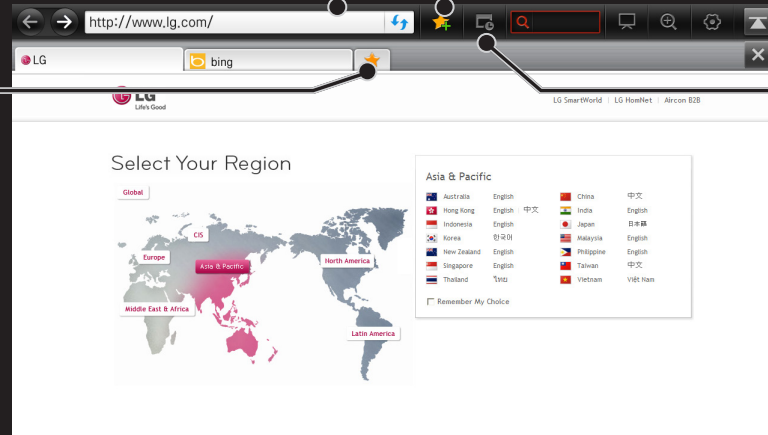 http://www.lg.com/
LG
bing
LG
Life's Good
LG SmartWorld | LG HomNet | Aircon B2B
Select Your Region
Global
CIS
Europe
Asia & Pacific
North America
Middle East & Africa
Latin America
Asia & Pacific
Australia English China 中文
Hong Kong English 中文 India English
Indonesia English Japan 日本語
Korea 한국어 Malaysia English
New Zealand English Philippine English
Singapore English Taiwan 中文
Thailand ไทย Vietnam Việt Nam
Remember My Choice